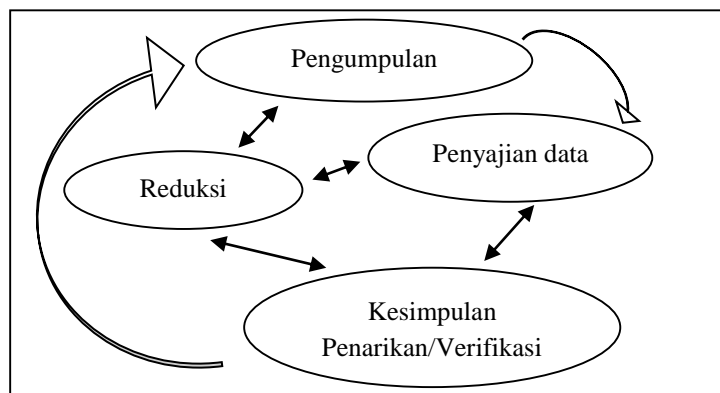 Pengumpulan
Penyajian data
Reduksi
Kesimpulan
Penarikan/Verifikasi